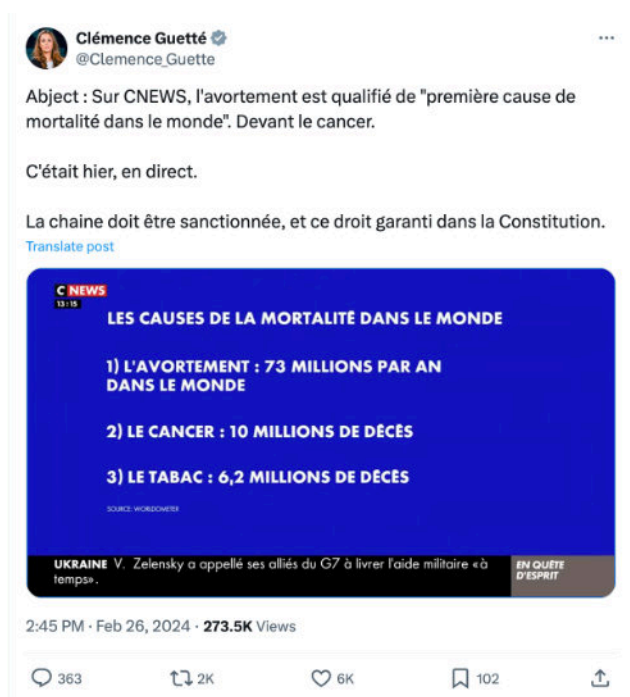 Clémence Guetté
@Clemence_Guette
Abject : Sur CNEWS, l'avortement est qualifié de "première cause de
mortalité dans le monde". Devant le cancer.
C'était hier, en direct.
La chaine doit être sanctionnée, et ce droit garanti dans la Constitution.
Translate post
C NEWS
13:15
LES CAUSES DE LA MORTALITÉ DANS LE MONDE
1) L'AVORTEMENT : 73 MILLIONS PAR AN
DANS LE MONDE
2) LE CANCER : 10 MILLIONS DE DÉCÈS
3) LE TABAC : 6,2 MILLIONS DE DÉCÈS
SOURCE: WORLDOMETER
UKRAINE V. Zelensky a appellé ses alliés du G7 à livrer l'aide militaire «à
temps».
EN QUÊTE
D'ESPRIT
2:45 PM · Feb 26, 2024 · 273.5K Views
363 2K 6K 102